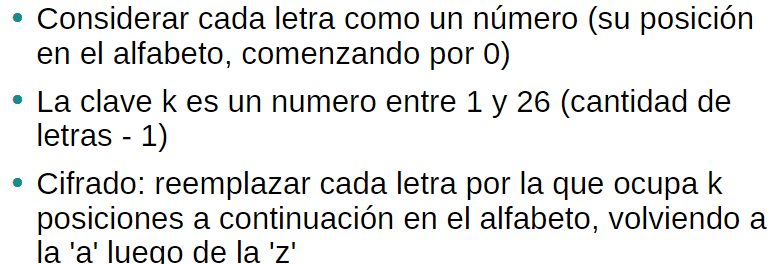 • Considerar cada letra como un número (su posición
en el alfabeto, comenzando por 0)
• La clave k es un numero entre 1 y 26 (cantidad de
letras - 1)
• Cifrado: reemplazar cada letra por la que ocupa k
posiciones a continuación en el alfabeto, volviendo a
la 'a' luego de la 'z'